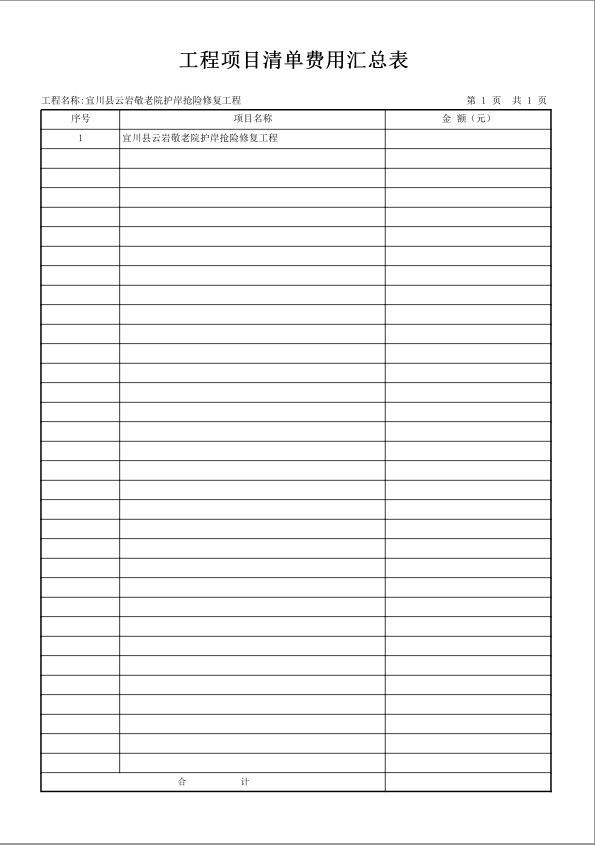 工程项目清单费用汇总表
工程名称:宜川县云岩敬老院护岸抢险修复工程 第 1 页 共 1 页
序号 项目名称 金 额（元）
1 宜川县云岩敬老院护岸抢险修复工程
合 计